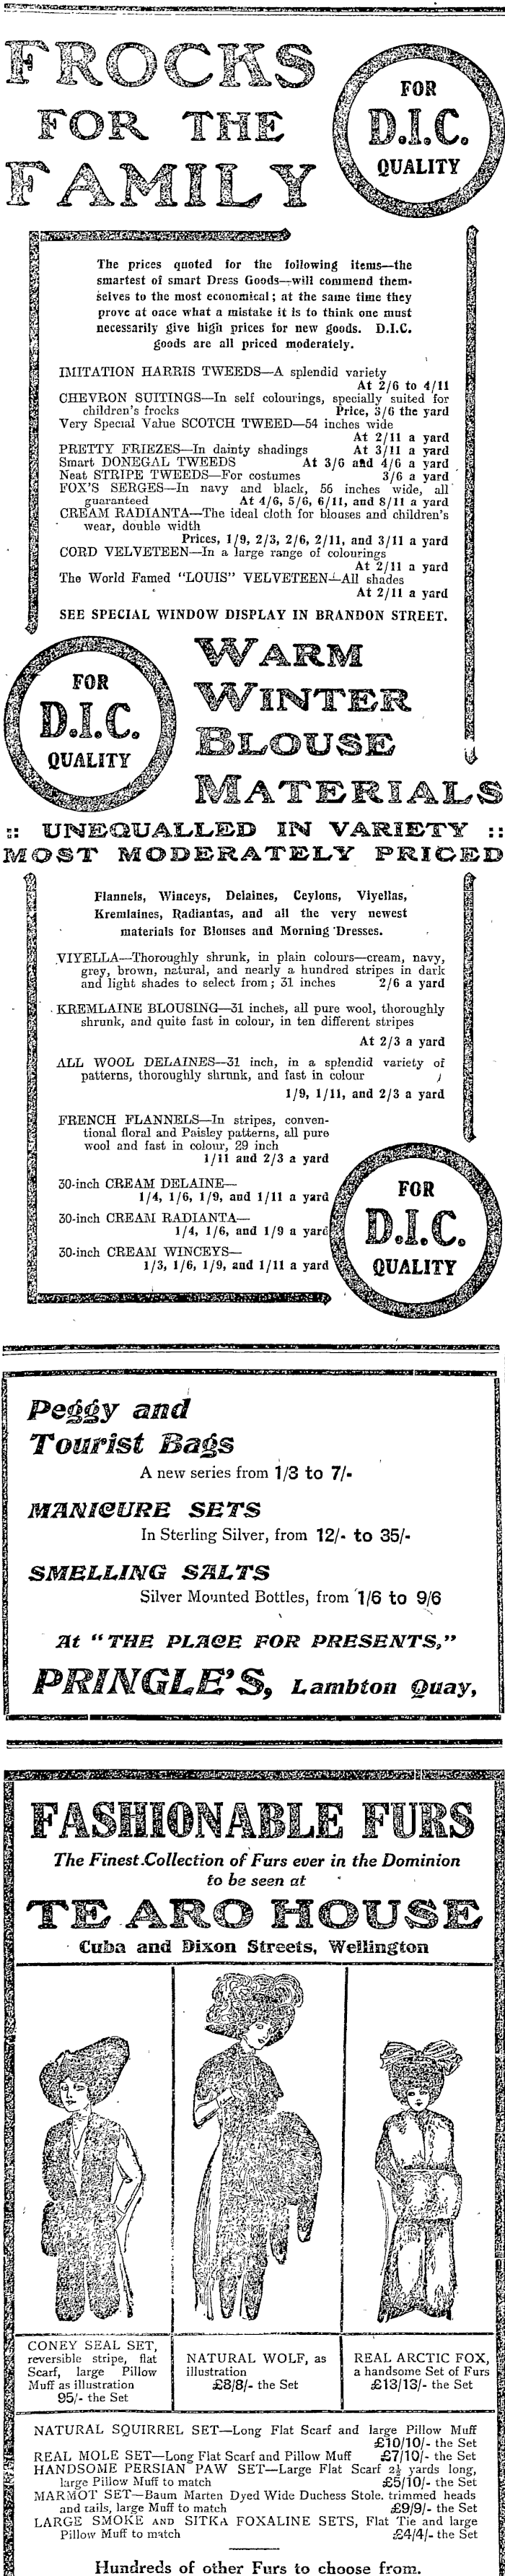 FROCKS
FOR THE
FAMILY
FOR
D.I.C.
QUALITY
The prices quoted for the following items—the
smartest of smart Dress Goods—will commend them-
selves to the most economical; at the same time they
prove at once what a mistake it is to think one must
necessarily give high prices for new goods. D.I.C.
goods are all priced moderately.
IMITATION HARRIS TWEEDS—A splendid variety
At 2/6 to 4/11
CHEVRON SUITINGS—In self colourings, specially suited for
children's frocks Price, 3/6 the yard
Very Special Value SCOTCH TWEED—54 inches wide
At 2/11 a yard
PRETTY FRIEZES—In dainty shadings At 3/11 a yard
Smart DONEGAL TWEEDS At 3/6 and 4/6 a yard
Neat STRIPE TWEEDS—For costumes 3/6 a yard
FOX'S SERGES—In navy and black, 56 inches wide, all
guaranteed At 4/6, 5/6, 6/11, and 8/11 a yard
CREAM RADIANTA—The ideal cloth for blouses and children's
wear, double width
Prices, 1/9, 2/3, 2/6, 2/11, and 3/11 a yard
CORD VELVETEEN—In a large range of colourings
At 2/11 a yard
The World Famed "LOUIS" VELVETEEN—All shades
At 2/11 a yard
SEE SPECIAL WINDOW DISPLAY IN BRANDON STREET.
FOR
D.I.C.
QUALITY
WARM
WINTER
BLOUSE
MATERIALS
:: UNEQUALLED IN VARIETY ::
MOST MODERATELY PRICED
Flannels, Winceys, Delaines, Ceylons, Viyellas,
Kremlaines, Radiantas, and all the very newest
materials for Blouses and Morning Dresses.
VIYELLA—Thoroughly shrunk, in plain colours—cream, navy,
grey, brown, natural, and nearly a hundred stripes in dark
and light shades to select from; 31 inches 2/6 a yard
KREMLAINE BLOUSING—31 inches, all pure wool, thoroughly
shrunk, and quite fast in colour, in ten different stripes
At 2/3 a yard
ALL WOOL DELAINES—31 inch, in a splendid variety of
patterns, thoroughly shrunk, and fast in colour
1/9, 1/11, and 2/3 a yard
FRENCH FLANNELS—In stripes, conven-
tional floral and Paisley patterns, all pure
wool and fast in colour, 29 inch
1/11 and 2/3 a yard
30-inch CREAM DELAINE—
1/4, 1/6, 1/9, and 1/11 a yard
30-inch CREAM RADIANTA—
1/4, 1/6, and 1/9 a yard
30-inch CREAM WINCEYS—
1/3, 1/6, 1/9, and 1/11 a yard
FOR
D.I.C.
QUALITY
Peggy and
Tourist Bags
A new series from 1/3 to 7/-
MANICURE SETS
In Sterling Silver, from 12/- to 35/-
SMELLING SALTS
Silver Mounted Bottles, from 1/6 to 9/6
At "THE PLACE FOR PRESENTS,"
PRINGLE'S, Lambton Quay,
FASHIONABLE FURS
The Finest Collection of Furs ever in the Dominion
to be seen at
TE ARO HOUSE
Cuba and Dixon Streets, Wellington
CONEY SEAL SET,
reversible stripe, flat
Scarf, large Pillow
Muff as illustration
95/- the Set
NATURAL WOLF, as
illustration
£8/8/- the Set
REAL ARCTIC FOX,
a handsome Set of Furs
£13/13/- the Set
NATURAL SQUIRREL SET—Long Flat Scarf and large Pillow Muff
£10/10/- the Set
REAL MOLE SET—Long Flat Scarf and Pillow Muff £7/10/- the Set
HANDSOME PERSIAN PAW SET—Large Flat Scarf 2½ yards long,
large Pillow Muff to match £5/10/- the Set
MARMOT SET—Baum Marten Dyed Wide Duchess Stole. trimmed heads
and tails, large Muff to match £9/9/- the Set
LARGE SMOKE AND SITKA FOXALINE SETS, Flat Tie and large
Pillow Muff to match £4/4/- the Set
Hundreds of other Furs to choose from.